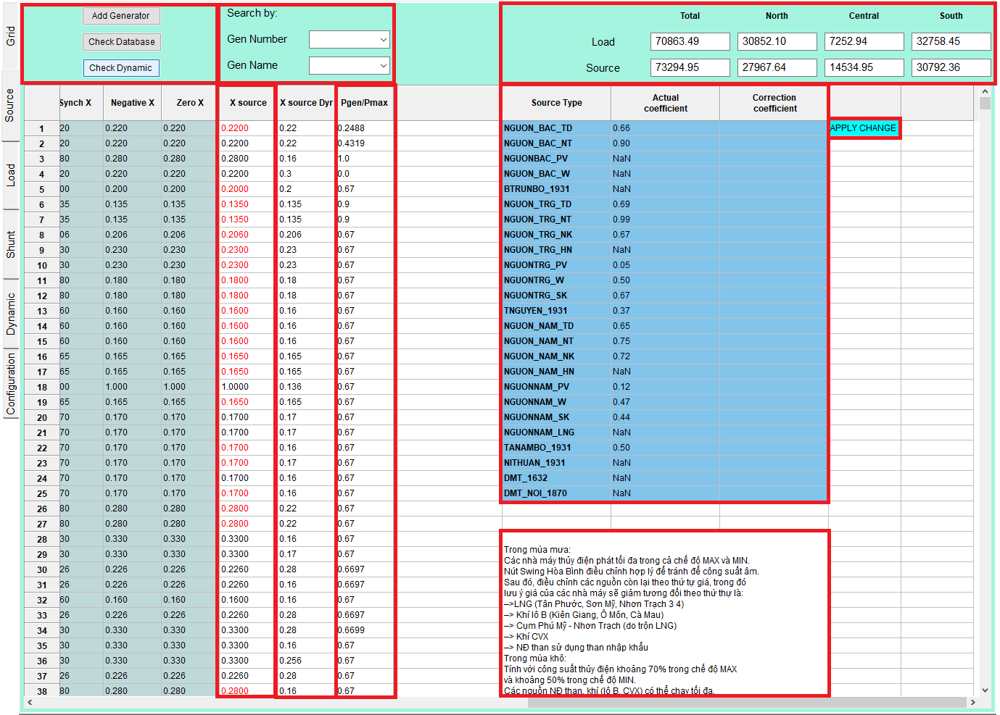 Grid
Source
Load
Shunt
Dynamic
Configuration
Add Generator
Check Database
Check Dynamic
Search by:
Gen Number
Gen Name
Total North Central South
Load 70863.49 30852.10 7252.94 32758.45
Source 73294.95 27967.64 14534.95 30792.36
Synch X Negative X Zero X X source X source Dyr Pgen/Pmax
1 20 0.220 0.220 0.2200 0.22 0.2488
2 20 0.220 0.220 0.2200 0.22 0.4319
3 80 0.280 0.280 0.2800 0.16 1.0
4 20 0.220 0.220 0.2200 0.3 0.0
5 00 0.200 0.200 0.2000 0.2 0.67
6 35 0.135 0.135 0.1350 0.135 0.9
7 35 0.135 0.135 0.1350 0.135 0.9
8 06 0.206 0.206 0.2060 0.206 0.67
9 30 0.230 0.230 0.2300 0.23 0.67
10 30 0.230 0.230 0.2300 0.23 0.67
11 80 0.180 0.180 0.1800 0.18 0.67
12 80 0.180 0.180 0.1800 0.18 0.67
13 60 0.160 0.160 0.1600 0.16 0.67
14 60 0.160 0.160 0.1600 0.16 0.67
15 60 0.160 0.160 0.1600 0.16 0.67
16 65 0.165 0.165 0.1650 0.165 0.67
17 65 0.165 0.165 0.1650 0.165 0.67
18 00 1.000 1.000 1.0000 0.136 0.67
19 65 0.165 0.165 0.1650 0.165 0.67
20 70 0.170 0.170 0.1700 0.17 0.67
21 70 0.170 0.170 0.1700 0.17 0.67
22 70 0.170 0.170 0.1700 0.16 0.67
23 70 0.170 0.170 0.1700 0.17 0.67
24 70 0.170 0.170 0.1700 0.16 0.67
25 70 0.170 0.170 0.1700 0.16 0.67
26 80 0.280 0.280 0.2800 0.22 0.67
27 80 0.280 0.280 0.2800 0.22 0.67
28 30 0.330 0.330 0.3300 0.16 0.67
29 30 0.330 0.330 0.3300 0.17 0.67
30 26 0.226 0.226 0.2260 0.28 0.6697
31 26 0.226 0.226 0.2260 0.16 0.6697
32 60 0.160 0.160 0.1600 0.16 0.67
33 26 0.226 0.226 0.2260 0.28 0.6697
34 30 0.330 0.330 0.3300 0.28 0.6699
35 30 0.330 0.330 0.3300 0.16 0.67
36 30 0.330 0.330 0.3300 0.256 0.67
37 26 0.226 0.226 0.2260 0.28 0.67
38 80 0.280 0.280 0.2800 0.16 0.67
Source Type Actual coefficient Correction coefficient
NGUON_BAC_TD 0.66 APPLY CHANGE
NGUON_BAC_NT 0.90
NGUONBAC_PV NaN
NGUON_BAC_W NaN
BTRUNBO_1931 NaN
NGUON_TRG_TD 0.69
NGUON_TRG_NT 0.99
NGUON_TRG_NK 0.67
NGUON_TRG_HN NaN
NGUONTRG_PV 0.05
NGUONTRG_W 0.50
NGUONTRG_SK 0.67
TNGUYEN_1931 0.37
NGUON_NAM_TD 0.65
NGUON_NAM_NT 0.75
NGUON_NAM_NK 0.72
NGUON_NAM_HN NaN
NGUONNAM_PV 0.12
NGUONNAM_W 0.47
NGUONNAM_SK 0.44
NGUONNAM_LNG NaN
TANAMBO_1931 0.50
NITHUAN_1931 NaN
DMT_1632 NaN
DMT_NOI_1870 NaN
Trong mùa mưa:
Các nhà máy thủy điện phát tối đa trong cả chế độ MAX và MIN.
Nút Swing Hòa Bình điều chỉnh hợp lý để tránh để công suất âm.
Sau đó, điều chỉnh các nguồn còn lại theo thứ tự giá, trong đó
lưu ý giá của các nhà máy sẽ giảm tương đối theo thứ thự là:
-->LNG (Tân Phước, Sơn Mỹ, Nhơn Trạch 3 4)
--> Khí lô B (Kiên Giang, Ô Môn, Cà Mau)
--> Cụm Phú Mỹ - Nhơn Trạch (do trộn LNG)
--> Khí CVX
--> NĐ than sử dụng than nhập khẩu
Trong mùa khô:
Tính với công suất thủy điện khoảng 70% trong chế độ MAX
và khoảng 50% trong chế độ MIN.
Các nguồn NĐ than, khí (lô B, CVX) có thể chạy tối đa.